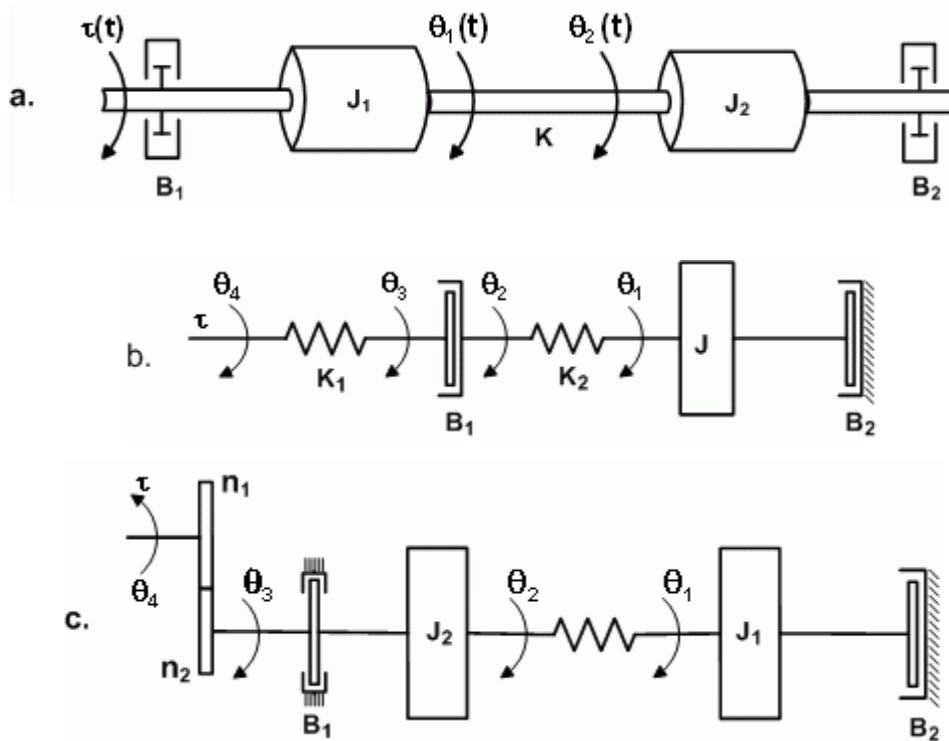 τ(t) θ₁(t) θ₂(t)
a. J₁ J₂
K
B₁ B₂
θ₄ θ₃ θ₂ θ₁
τ
b. J
K₁ K₂
B₁ B₂
τ n₁
θ₄ θ₃ θ₂ θ₁
c. J₂ J₁
n₂
B₁ B₂